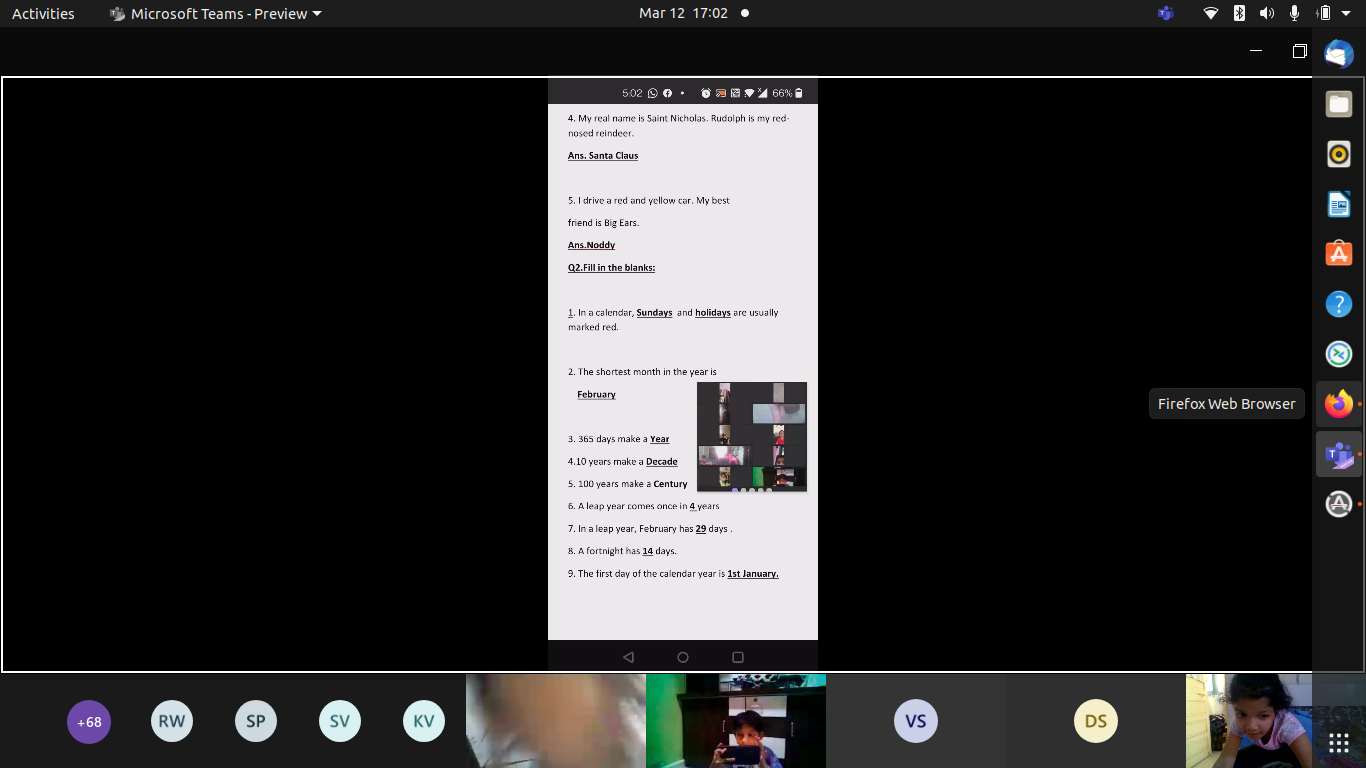 Activities Microsoft Teams - Preview Mar 12 17:02
5:02 66%
4. My real name is Saint Nicholas. Rudolph is my red-
nosed reindeer.
Ans. Santa Claus
5. I drive a red and yellow car. My best
friend is Big Ears.
Ans.Noddy
Q2.Fill in the blanks:
1. In a calendar, Sundays and holidays are usually
marked red.
2. The shortest month in the year is
February
3. 365 days make a Year
4.10 years make a Decade
5. 100 years make a Century
6. A leap year comes once in 4 years
7. In a leap year, February has 29 days .
8. A fortnight has 14 days.
9. The first day of the calendar year is 1st January.
Firefox Web Browser
+68 RW SP SV KV VS DS